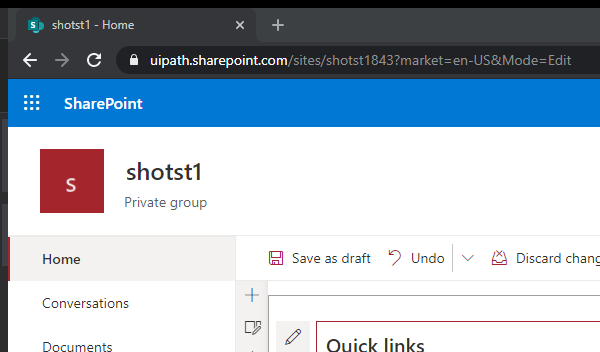 shotst1 - Home
uipath.sharepoint.com/sites/shotst1843?market=en-US&Mode=Edit
SharePoint
s
shotst1
Private group
Home
Save as draft Undo Discard chang
Conversations
Documents
Quick links